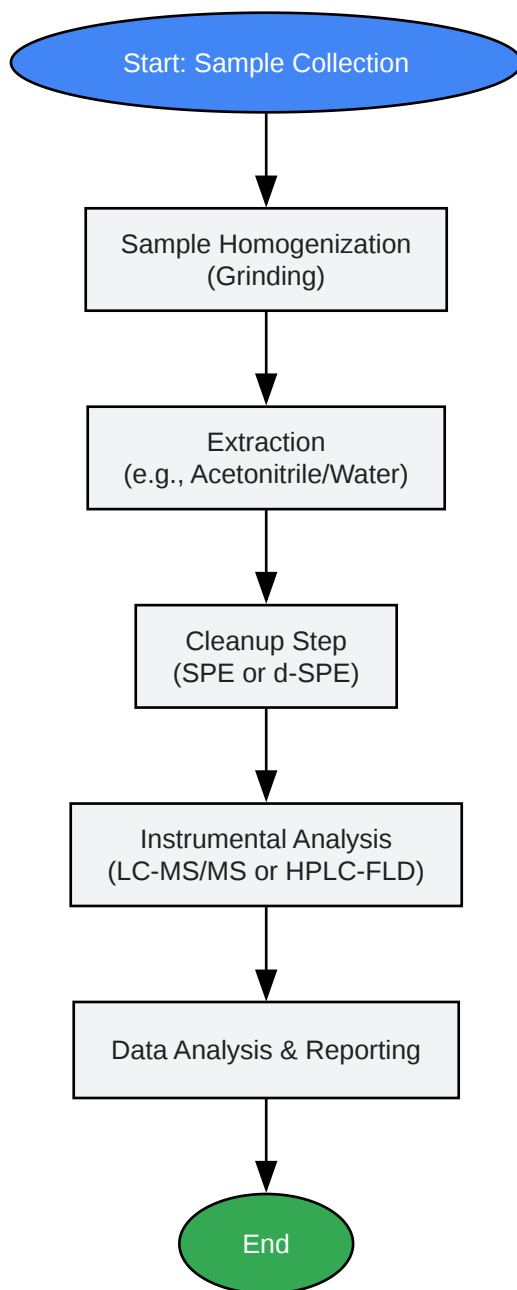 Start: Sample Collection
Sample Homogenization
(Grinding)
Extraction
(e.g., Acetonitrile/Water)
Cleanup Step
(SPE or d-SPE)
Instrumental Analysis
(LC-MS/MS or HPLC-FLD)
Data Analysis & Reporting
End